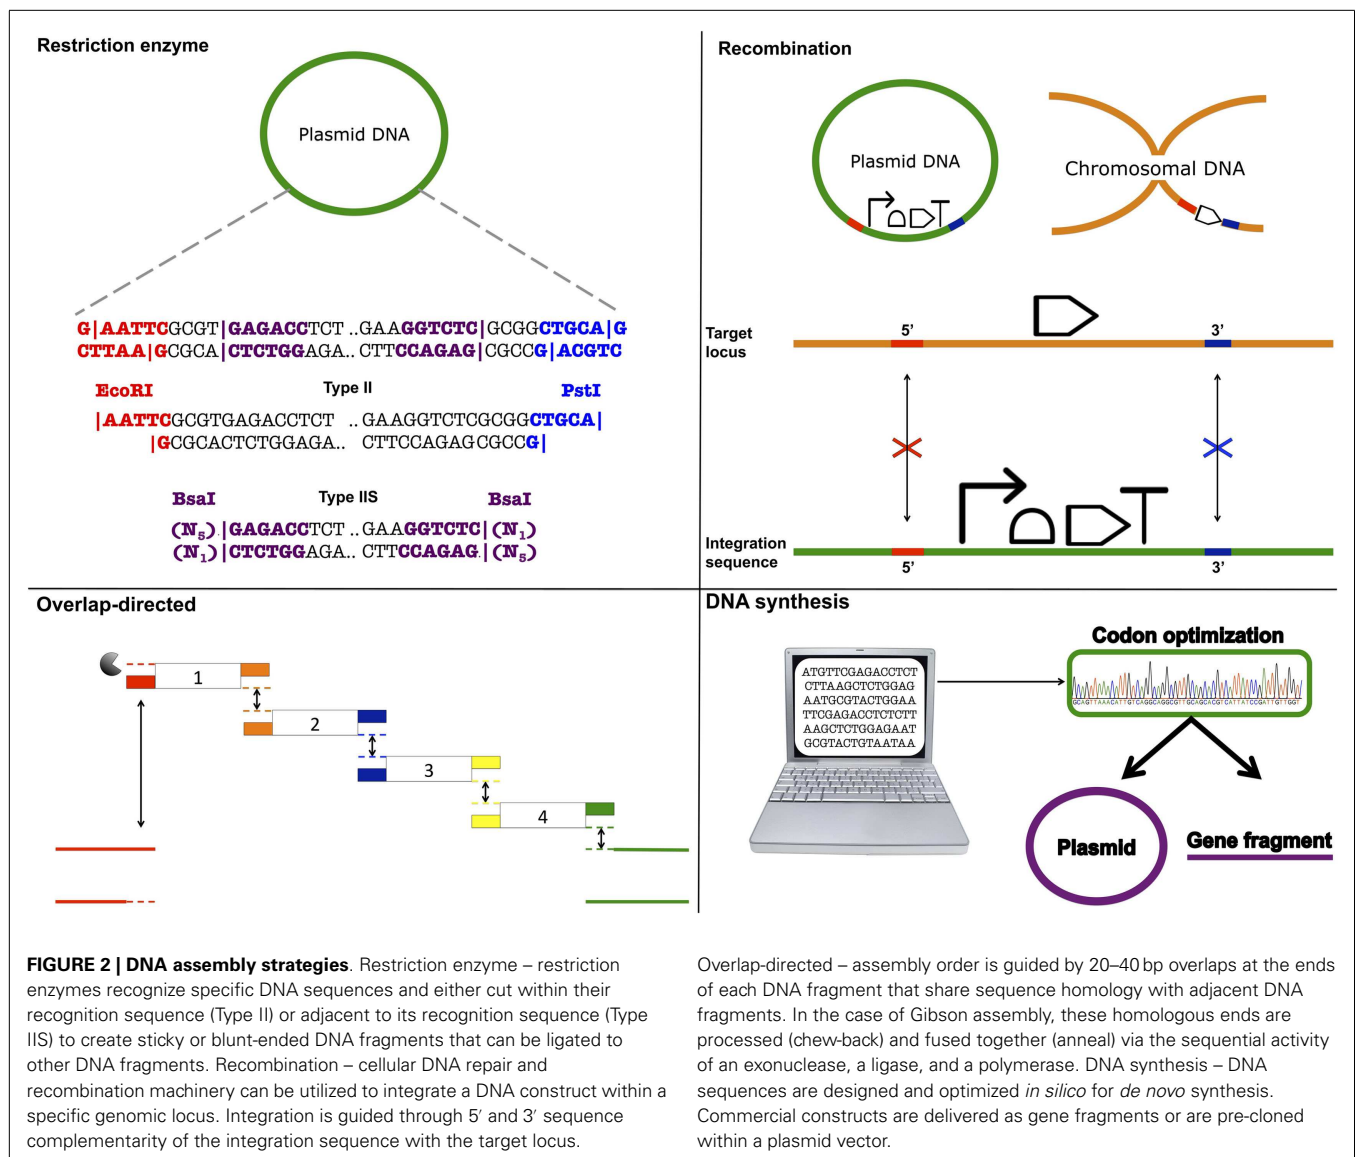 Restriction enzyme
Plasmid DNA
G|AATTCGCGT|GAGACCTCT ..GAAGGTCTC|GCGGCTGCA|G
CTTAA|GCGCA|CTCTGGAGA.. CTTCCAGAG|CGCCG|ACGTC
EcoRI Type II PstI
|AATTCGCGTGAGACCTCT ..GAAGGTCTCGCGGCTGCA|
|GCGCACTCTGGAGA.. CTTCCAGAGCGCCG|
BsaI Type IIS BsaI
(N5)|GAGACCTCT ..GAAGGTCTC|(N1)
(N1)|CTCTGGAGA.. CTTCCAGAG|(N5)
Recombination
Plasmid DNA
Chromosomal DNA
Target
locus
5' 3'
Integration
sequence
5' 3'
Overlap-directed
1
2
3
4
DNA synthesis
ATGTTCGAGACCTCT
CTTAAGCTCTGGAG
AATGCGTACTGGAA
TTCGAGACCTCTCTT
AAGCTCTGGAGAAT
GCGTACTGTAATAA
Codon optimization
Plasmid
Gene fragment
FIGURE 2 | DNA assembly strategies. Restriction enzyme – restriction
enzymes recognize specific DNA sequences and either cut within their
recognition sequence (Type II) or adjacent to its recognition sequence (Type
IIS) to create sticky or blunt-ended DNA fragments that can be ligated to
other DNA fragments. Recombination – cellular DNA repair and
recombination machinery can be utilized to integrate a DNA construct within a
specific genomic locus. Integration is guided through 5′ and 3′ sequence
complementarity of the integration sequence with the target locus.
Overlap-directed – assembly order is guided by 20–40 bp overlaps at the ends
of each DNA fragment that share sequence homology with adjacent DNA
fragments. In the case of Gibson assembly, these homologous ends are
processed (chew-back) and fused together (anneal) via the sequential activity
of an exonuclease, a ligase, and a polymerase. DNA synthesis – DNA
sequences are designed and optimized in silico for de novo synthesis.
Commercial constructs are delivered as gene fragments or are pre-cloned
within a plasmid vector.